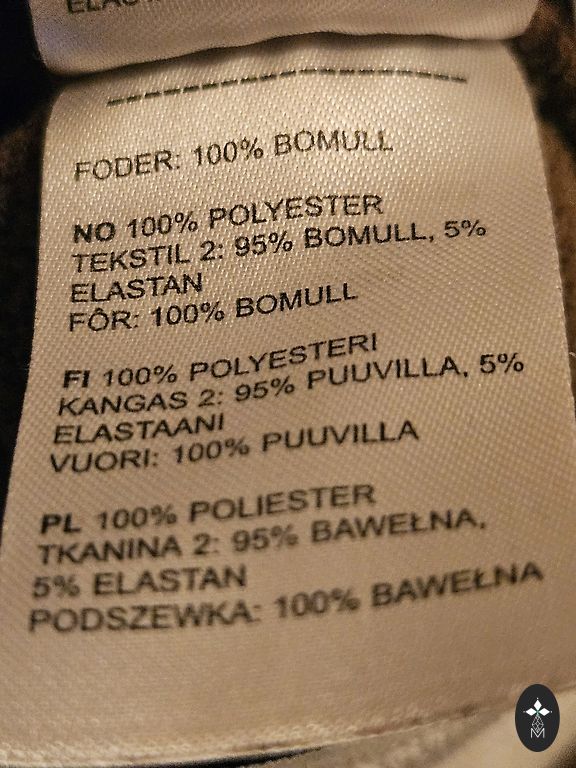 ELAS
FODER: 100% BOMULL
NO 100% POLYESTER
TEKSTIL 2: 95% BOMULL, 5%
ELASTAN
FÔR: 100% BOMULL
FI 100% POLYESTERI
KANGAS 2: 95% PUUVILLA, 5%
ELASTAANI
VUORI: 100% PUUVILLA
PL 100% POLIESTER
TKANINA 2: 95% BAWEŁNA,
5% ELASTAN
PODSZEWKA: 100% BAWEŁNA
M